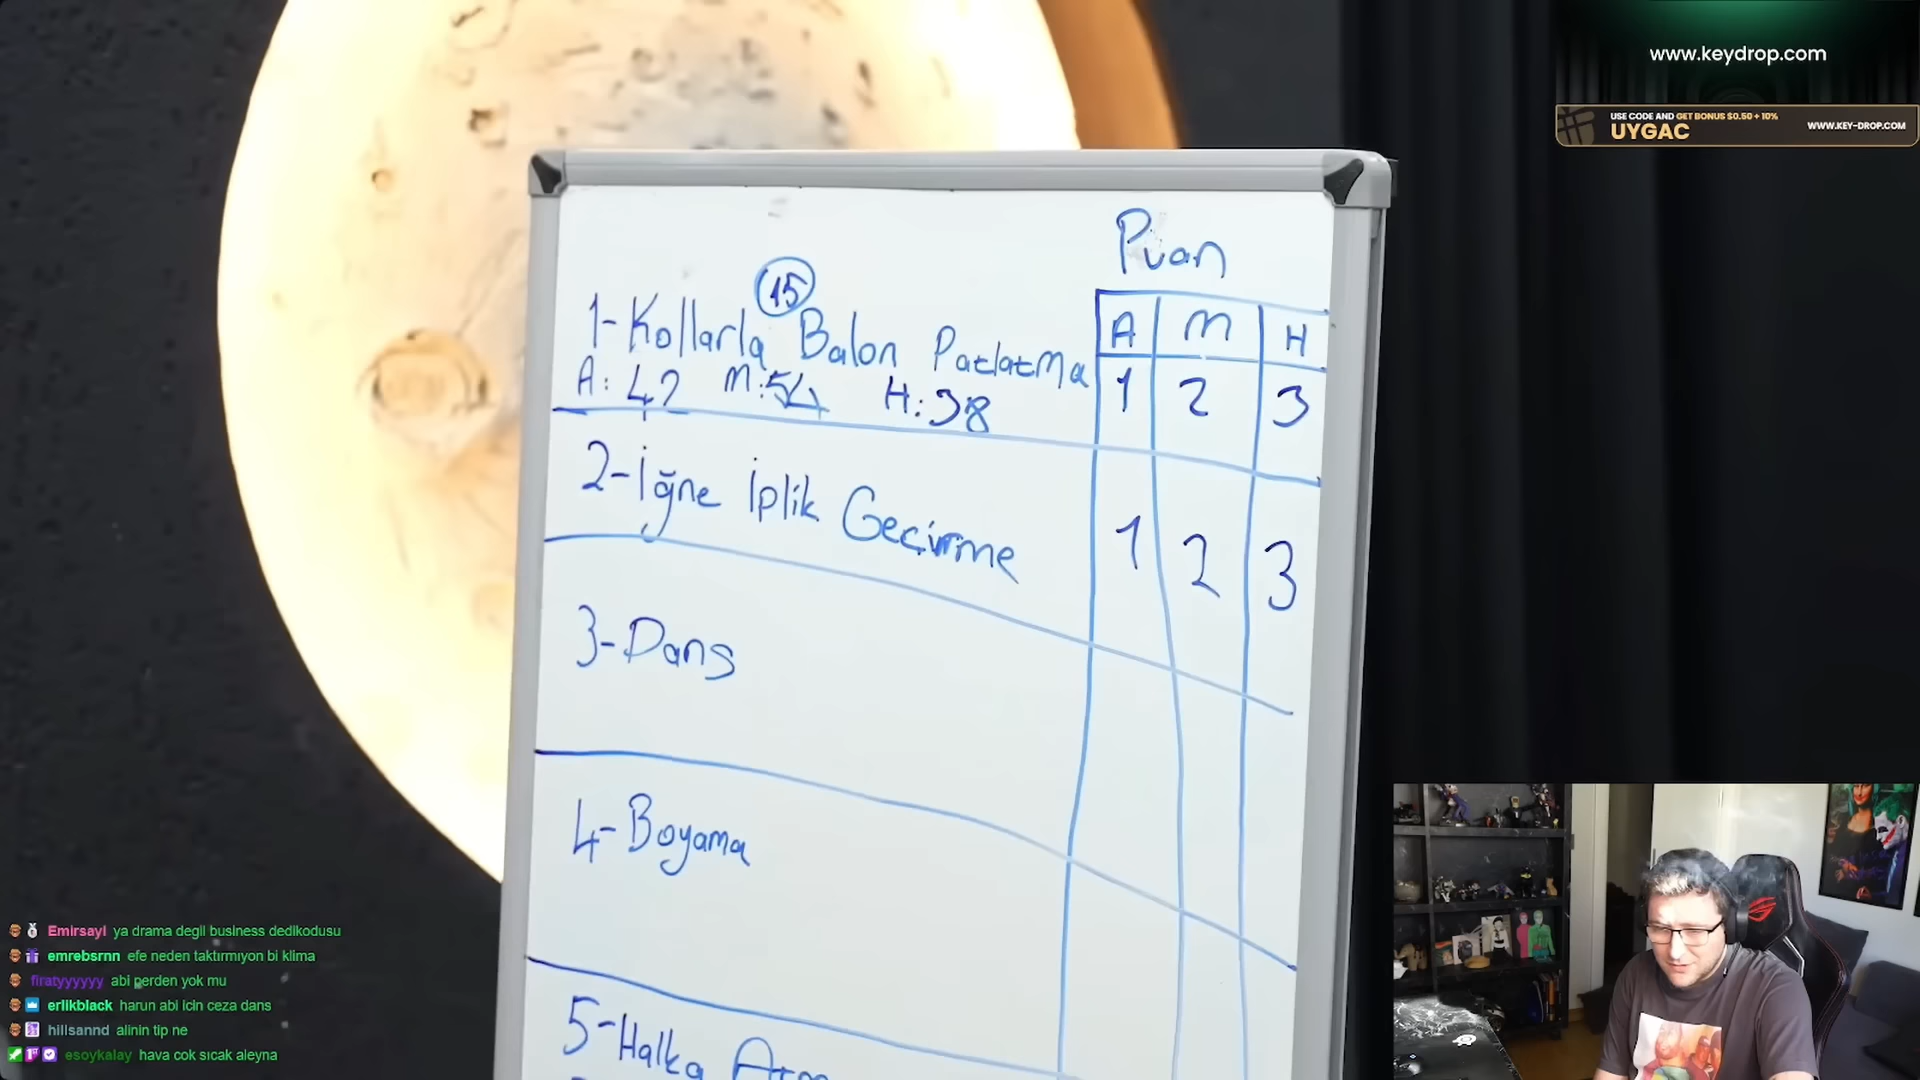 www.keydrop.com
USE CODE AND GET BONUS $0.50 + 10%
UYGAC
WWW.KEY-DROP.COM
Puan
15
1- Kollarla Balon Patlatma
A M H
A: 42 M: 54 H: 38
1 2 3
2- İğne İplik Geçirme
1 2 3
3- Dans
4- Boyama
5- Halka
Emirsayl ya drama degil business dedikodusu
emrebsrnn efe neden taktırmıyon bi klima
firatyyyyyy abi perden yok mu
erlikblack harun abi icin ceza dans
hillsannd alinin tip ne
esoykalay hava cok sıcak aleyna